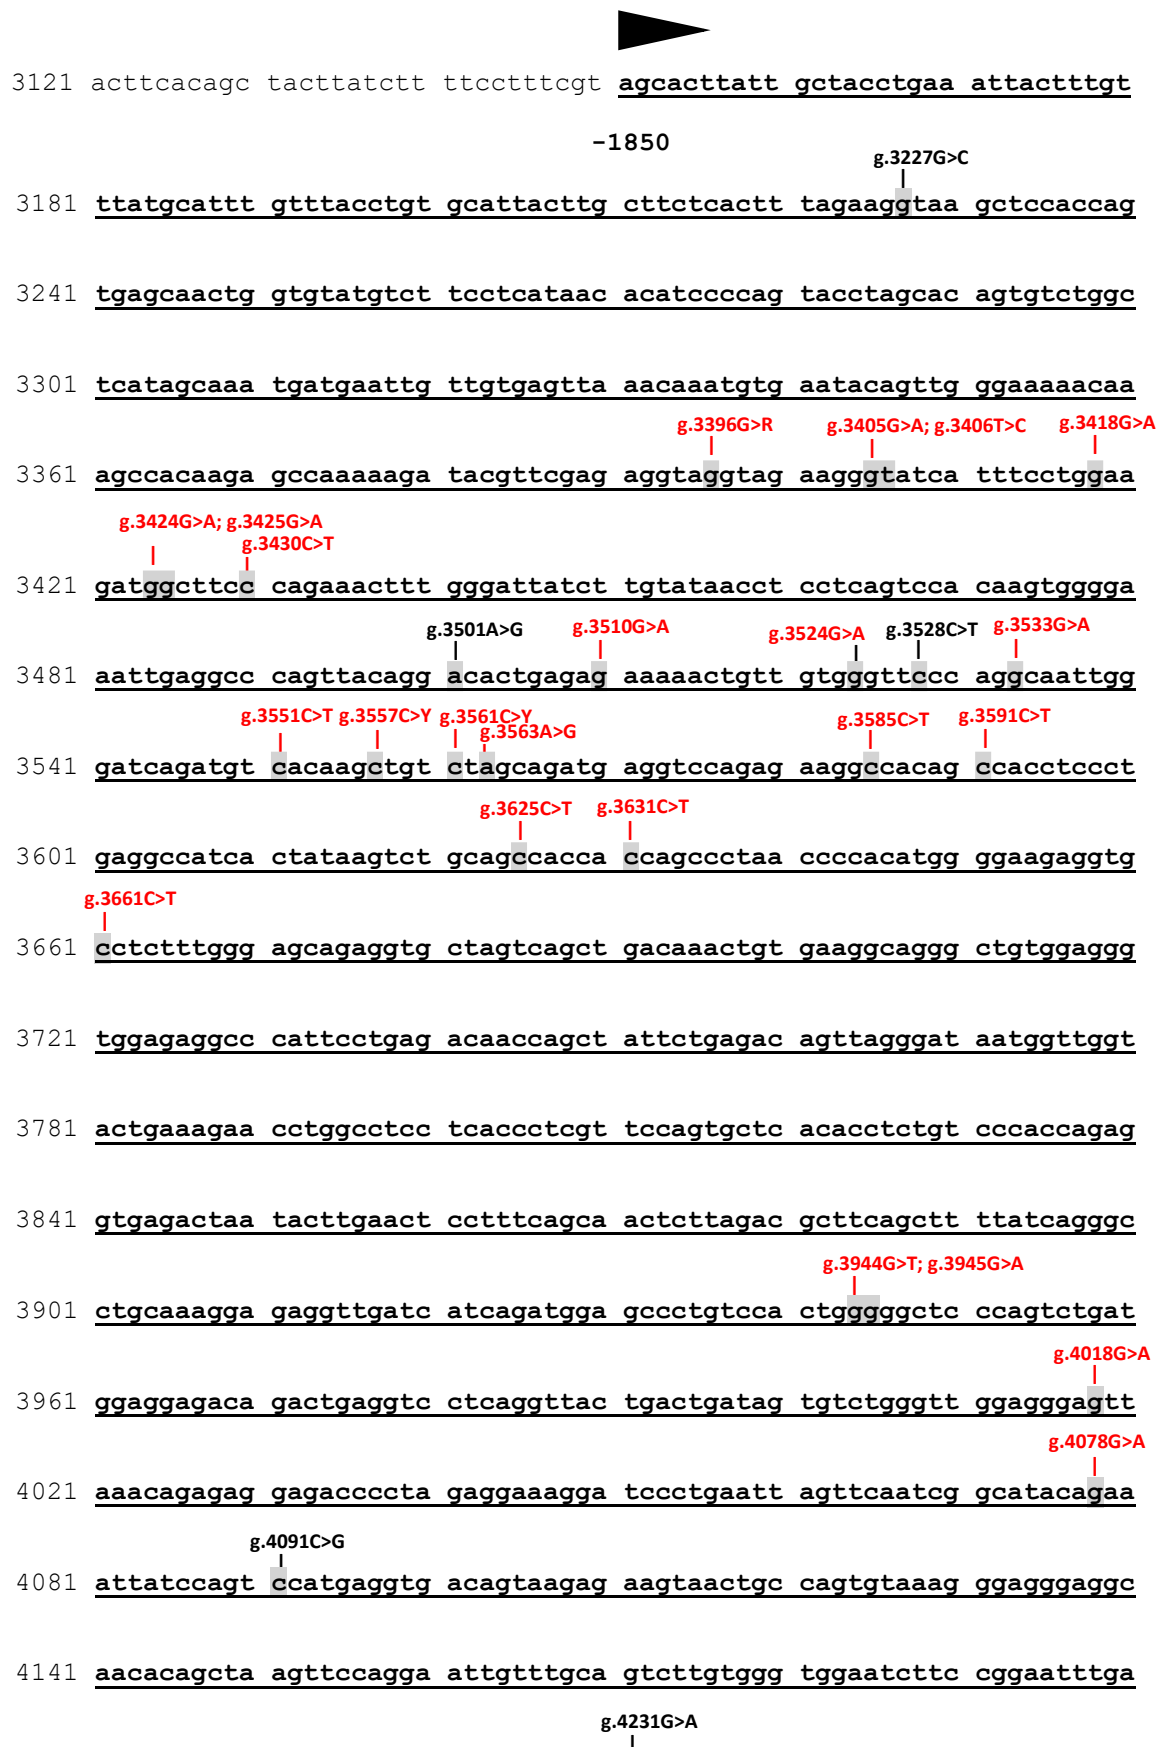 3121 acttcacagc tacttatctt ttcctttcgt agcacttatt gctacctgaa attactttgt
-1850
g.3227G>C
3181 ttatgcattt gtttacctgt gcattacttg cttctcactt tagaaggtaa gctccaccag
3241 tgagcaactg gtgtatgtct tcctcataac acatccccag tacctagcac agtgtctggc
3301 tcatagcaaa tgatgaattg ttgtgagtta aacaaatgtg aatacagttg ggaaaaacaa
g.3396G>R g.3405G>A; g.3406T>C g.3418G>A
3361 agccacaaga gccaaaaaga tacgttcgag aggtaggtag aagggtatca tttcctggaa
g.3424G>A; g.3425G>A
g.3430C>T
3421 gatggcttcc cagaaacttt gggattatct tgtataacct cctcagtcca caagtgggga
g.3501A>G g.3510G>A g.3524G>A g.3528C>T g.3533G>A
3481 aattgaggcc cagttacagg acactgagag aaaaactgtt gtgggttccc aggcaattgg
g.3551C>T g.3557C>Y g.3561C>Y
g.3563A>G g.3585C>T g.3591C>T
3541 gatcagatgt cacaagctgt ctagcagatg aggtccagag aaggccacag ccacctccct
g.3625C>T g.3631C>T
3601 gaggccatca ctataagtct gcagccacca ccagccctaa ccccacatgg ggaagaggtg
g.3661C>T
3661 cctctttggg agcagaggtg ctagtcagct gacaaactgt gaaggcaggg ctgtggaggg
3721 tggagaggcc cattcctgag acaaccagct attctgagac agttagggat aatggttggt
3781 actgaaagaa cctggcctcc tcaccctcgt tccagtgctc acacctctgt cccaccagag
3841 gtgagactaa tacttgaact cctttcagca actcttagac gcttcagctt ttatcagggc
g.3944G>T; g.3945G>A
3901 ctgcaaagga gaggttgatc atcagatgga gccctgtcca ctggggctcc ccagtctgat
g.4018G>A
3961 ggaggagaca gactgaggtc ctcaggttac tgactgatag tgtctgggtt ggagggagtt
g.4078G>A
4021 aaacagagag gagaccccta gaggaaagga tccctgaatt agttcaatcg gcatacagaa
g.4091C>G
4081 attatccagt ccatgaggtg acagtaagag aagtaactgc cagtgtaaag ggagggaggc
4141 aacacagcta agttccagga attgtttgca gtcttgtggg tggaatcttc cggaatttga
g.4231G>A